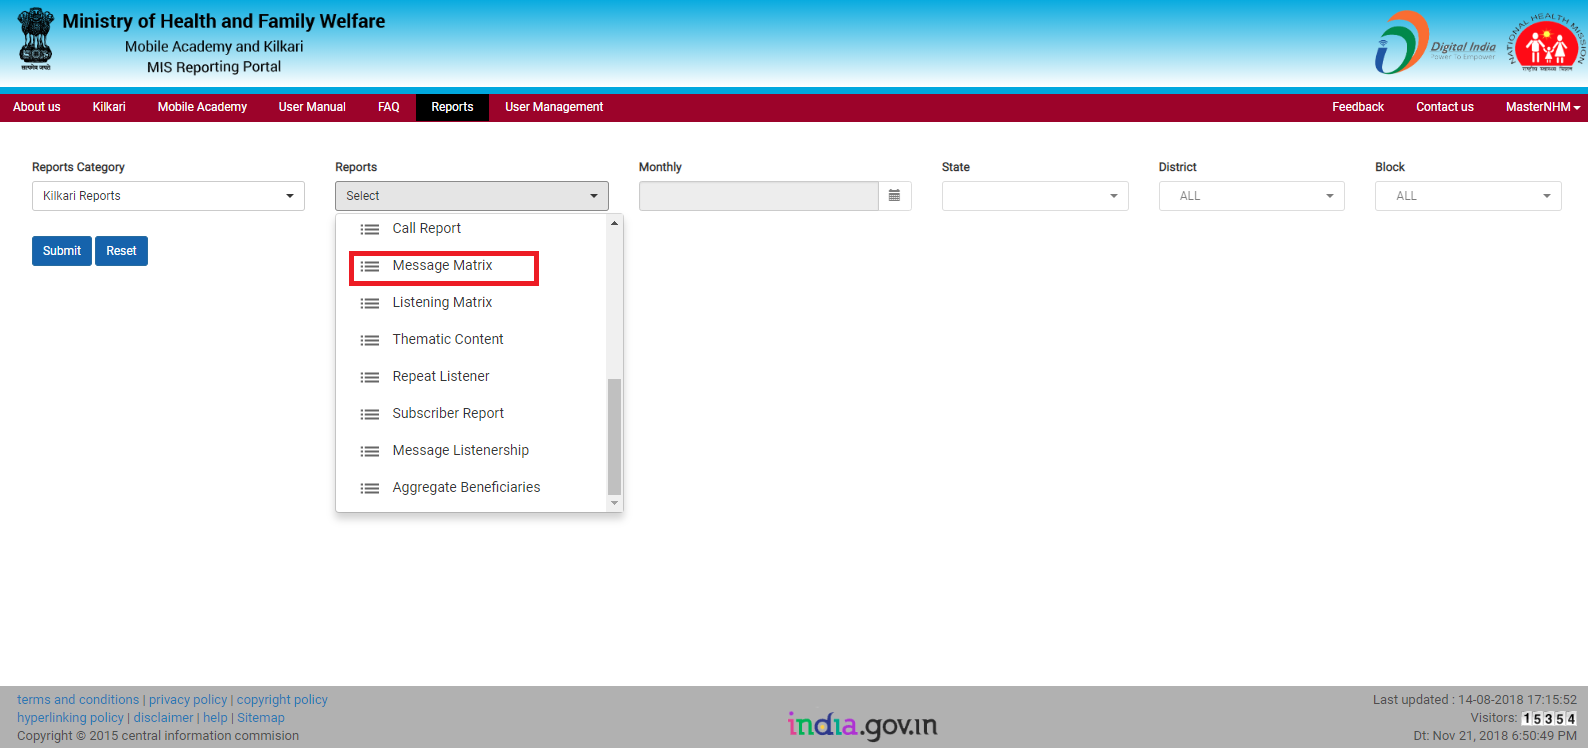 Ministry of Health and Family Welfare
Mobile Academy and Kilkari
MIS Reporting Portal
सत्यमेव जयते
Digital India
Power To Empower
NATIONAL HEALTH MISSION
राष्ट्रीय स्वास्थ्य मिशन
About us Kilkari Mobile Academy User Manual FAQ Reports User Management Feedback Contact us MasterNHM
Reports Category Reports Monthly State District Block
Kilkari Reports Select ALL ALL
Submit Reset
Call Report
Message Matrix
Listening Matrix
Thematic Content
Repeat Listener
Subscriber Report
Message Listenership
Aggregate Beneficiaries
terms and conditions | privacy policy | copyright policy
hyperlinking policy | disclaimer | help | Sitemap
Copyright © 2015 central information commision
india.gov.in
Last updated : 14-08-2018 17:15:52
Visitors: 15354
Dt: Nov 21, 2018 6:50:49 PM